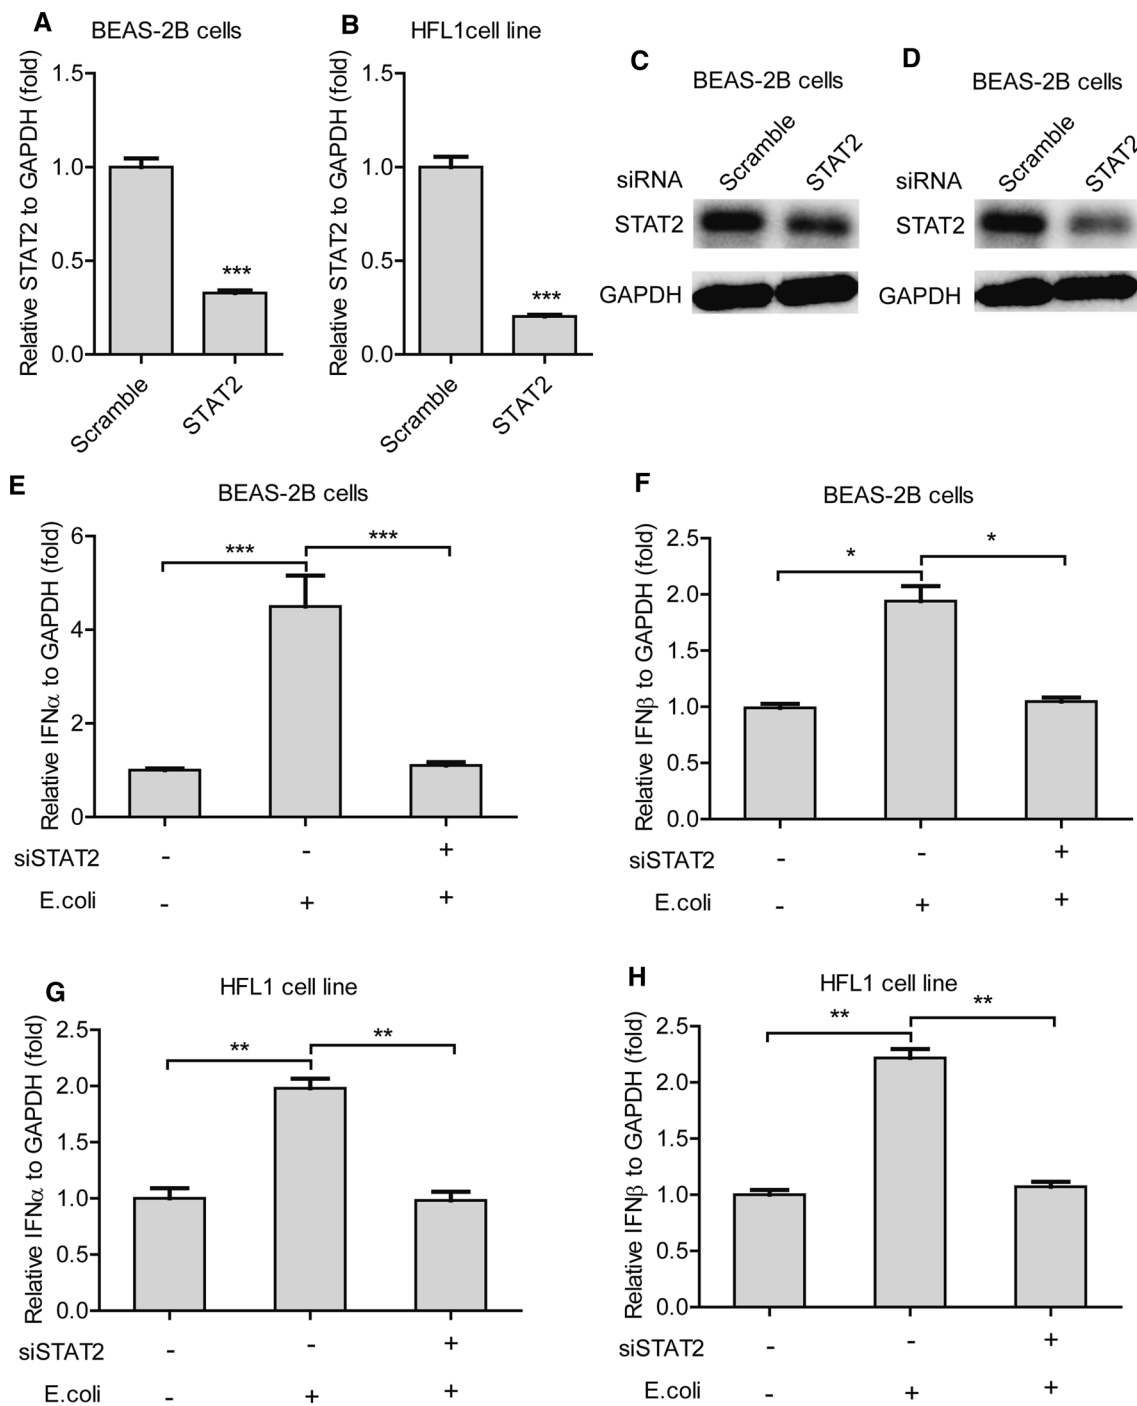 A
BEAS-2B cells
Relative STAT2 to GAPDH (fold)
1.5
1.0
0.5
0.0
***
Scramble
STAT2
B
HFL1cell line
Relative STAT2 to GAPDH (fold)
1.5
1.0
0.5
0.0
***
Scramble
STAT2
C
BEAS-2B cells
siRNA
Scramble
STAT2
STAT2
GAPDH
D
BEAS-2B cells
siRNA
Scramble
STAT2
STAT2
GAPDH
E
BEAS-2B cells
Relative IFNα to GAPDH (fold)
6
4
2
0
***
***
siSTAT2 - - +
E.coli - + +
F
BEAS-2B cells
Relative IFNβ to GAPDH (fold)
2.5
2.0
1.5
1.0
0.5
0.0
*
*
siSTAT2 - - +
E.coli - + +
G
HFL1 cell line
Relative IFNα to GAPDH (fold)
2.5
2.0
1.5
1.0
0.5
0.0
**
**
siSTAT2 - - +
E.coli - + +
H
HFL1 cell line
Relative IFNβ to GAPDH (fold)
2.5
2.0
1.5
1.0
0.5
0.0
**
**
siSTAT2 - - +
E.coli - + +